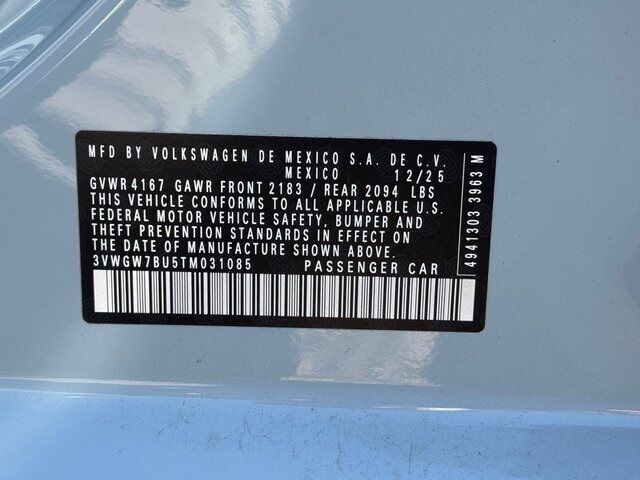 MFD BY VOLKSWAGEN DE MEXICO S.A. DE C.V.
MEXICO 12/25
GVWR 4167 GAWR FRONT 2183 / REAR 2094 LBS
THIS VEHICLE CONFORMS TO ALL APPLICABLE U.S.
FEDERAL MOTOR VEHICLE SAFETY, BUMPER AND
THEFT PREVENTION STANDARDS IN EFFECT ON
THE DATE OF MANUFACTURE SHOWN ABOVE.
3VWGW7BU5TM031085 PASSENGER CAR
4941303 3963 M